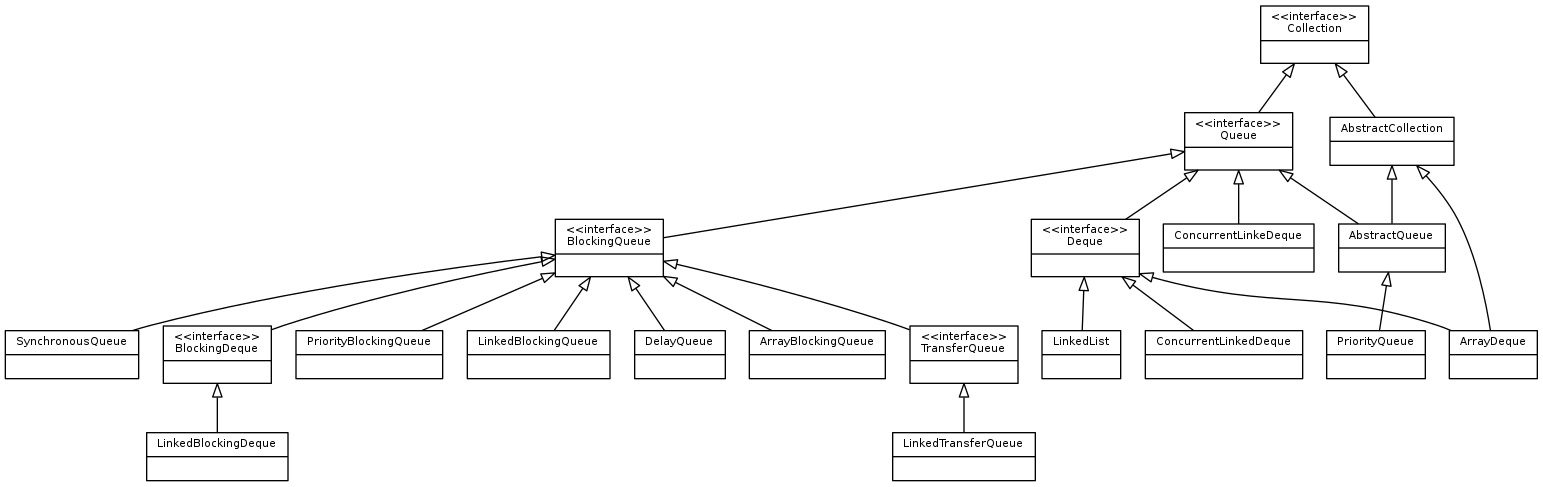 <<interface>>
Collection
<<interface>>
Queue
AbstractCollection
<<interface>>
BlockingQueue
<<interface>>
Deque
ConcurrentLinkeDeque
AbstractQueue
SynchronousQueue
<<interface>>
BlockingDeque
PriorityBlockingQueue
LinkedBlockingQueue
DelayQueue
ArrayBlockingQueue
<<interface>>
TransferQueue
LinkedList
ConcurrentLinkedDeque
PriorityQueue
ArrayDeque
LinkedBlockingDeque
LinkedTransferQueue